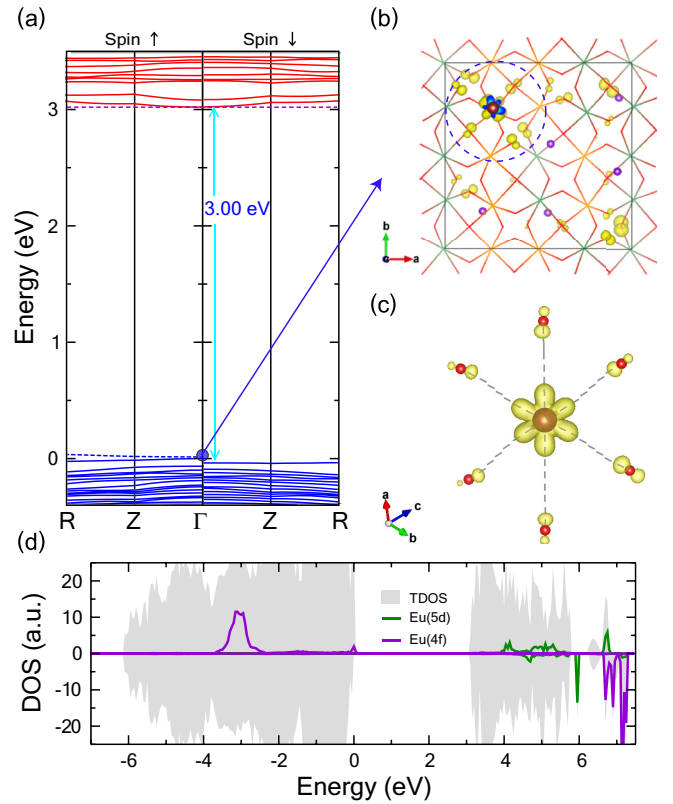 (a)
Spin ↑ Spin ↓
3
2
1
0
Energy (eV)
3.00 eV
R Z Γ Z R
(b)
b
a
(c)
a
c
b
(d)
20
10
0
-10
-20
DOS (a.u.)
TDOS
Eu(5d)
Eu(4f)
-6 -4 -2 0 2 4 6
Energy (eV)